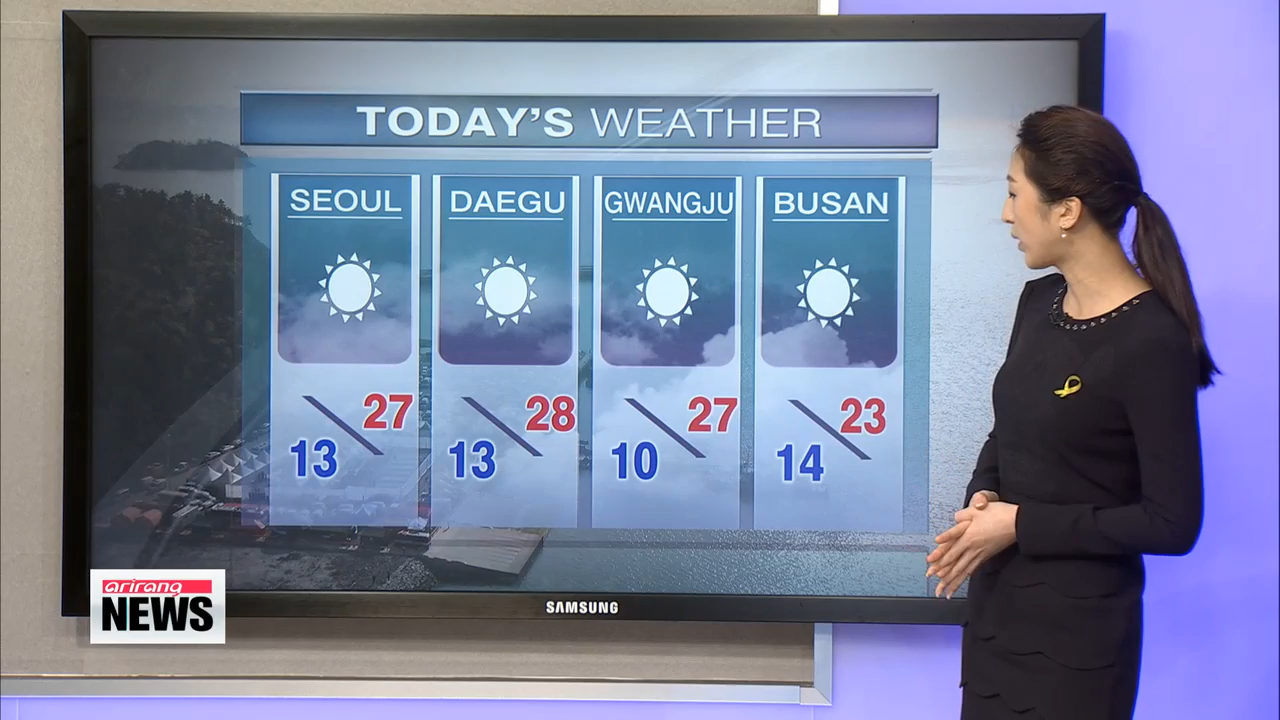 TODAY'S WEATHER
SEOUL
DAEGU
GWANGJU
BUSAN
27
28
27
23
13
13
10
14
SAMSUNG
arirang
NEWS